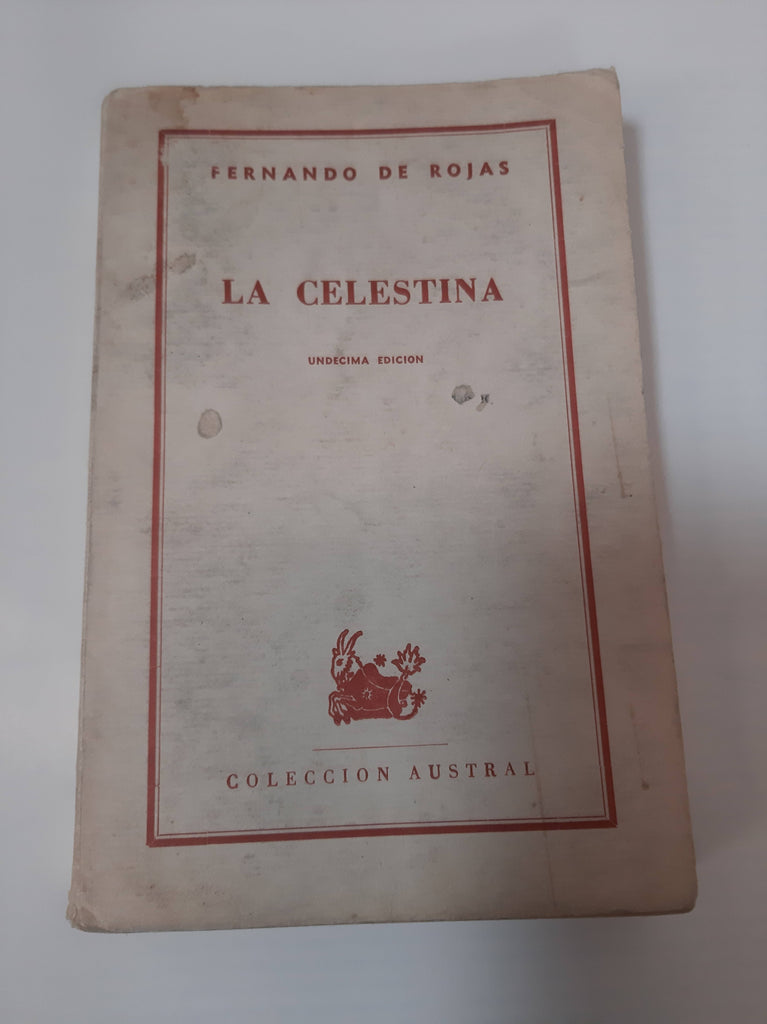 FERNANDO DE ROJAS
LA CELESTINA
UNDECIMA EDICION
COLECCION AUSTRAL